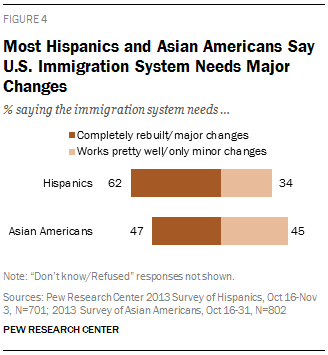 FIGURE 4
Most Hispanics and Asian Americans Say
U.S. Immigration System Needs Major
Changes
% saying the immigration system needs ...
Completely rebuilt/major changes
Works pretty well/only minor changes
Hispanics 62 34
Asian Americans 47 45
Note: “Don’t know/Refused” responses not shown.
Sources: Pew Research Center 2013 Survey of Hispanics, Oct 16-Nov
3, N=701; 2013 Survey of Asian Americans, Oct 16-31, N=802
PEW RESEARCH CENTER